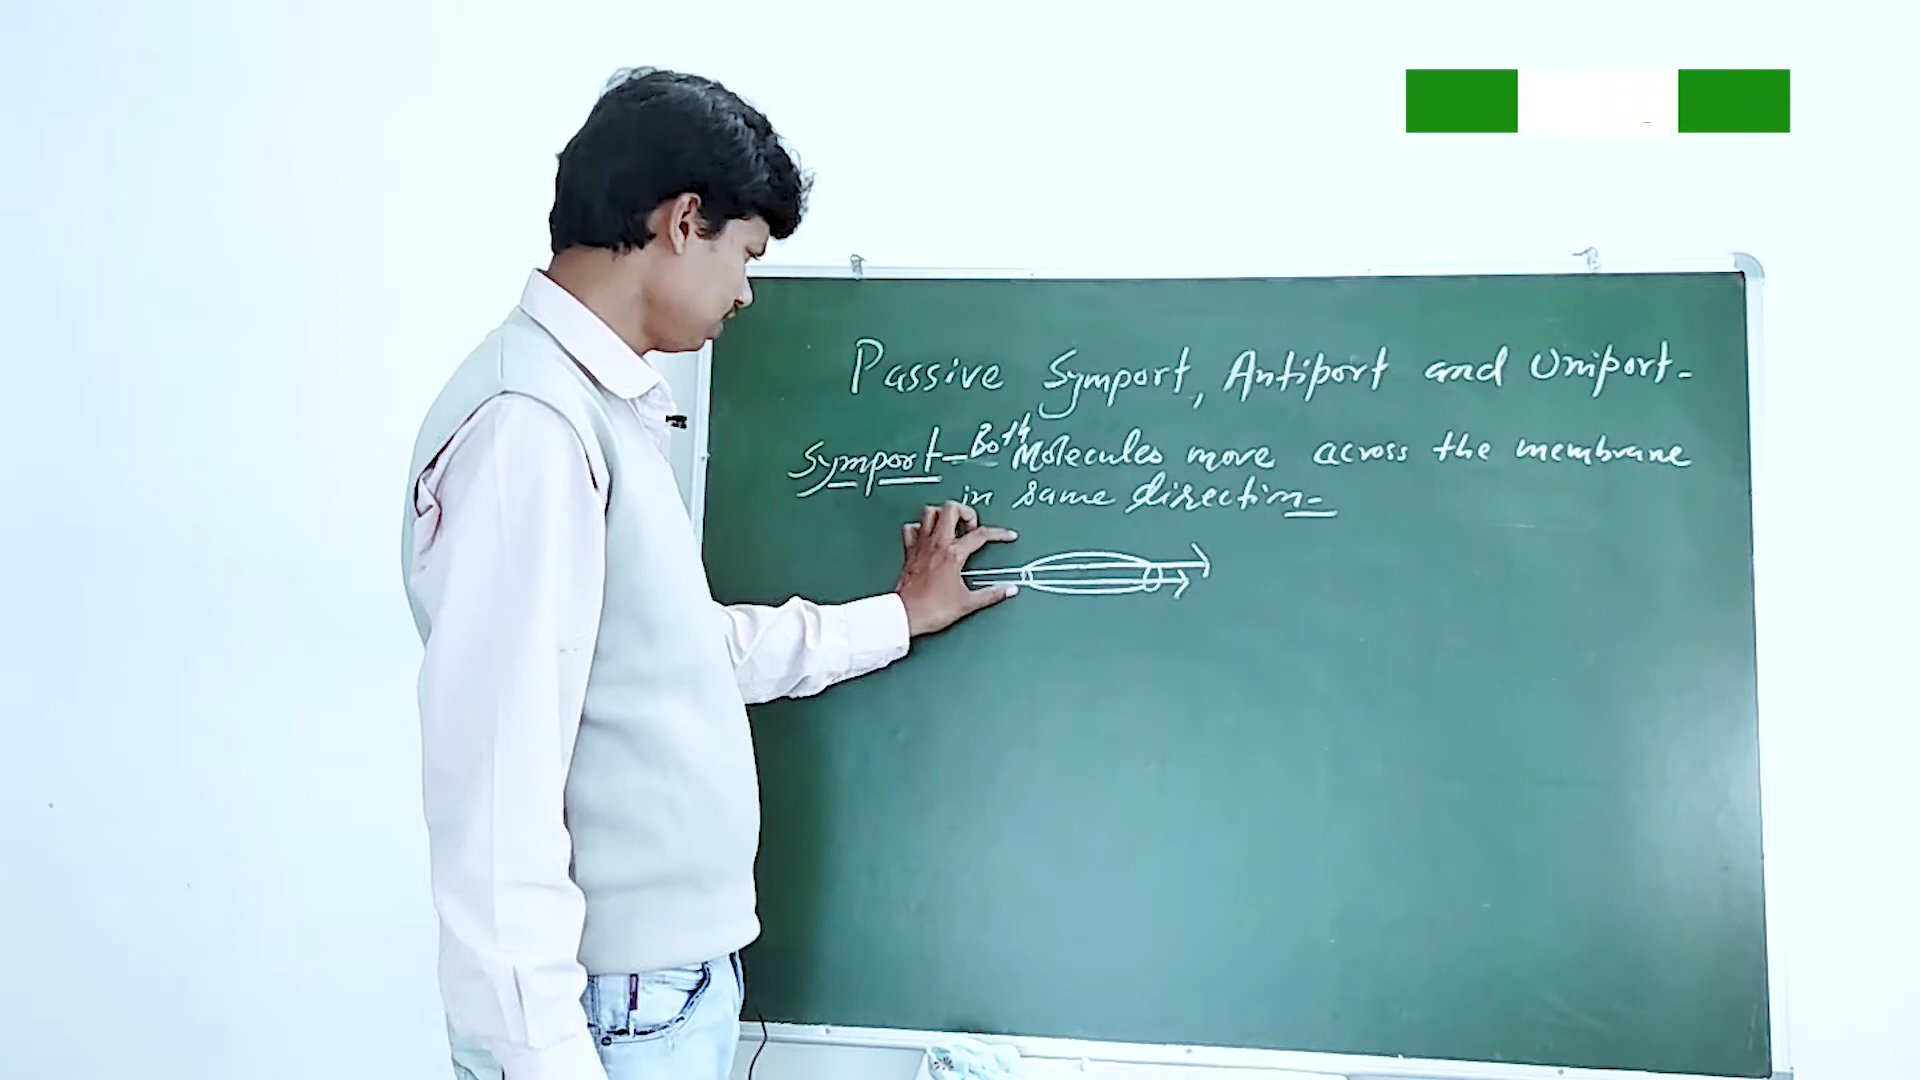 Passive Symport, Antiport and Uniport-
Symport-Both Molecules move across the membrane
in same direction-